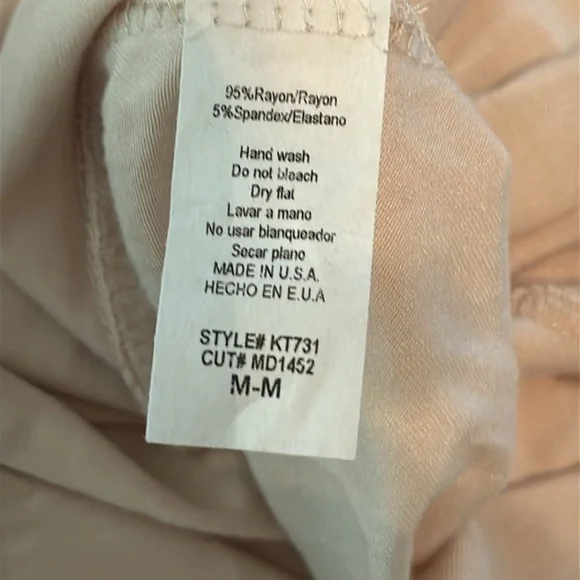 95%Rayon/Rayon
5%Spandex/Elastano
Hand wash
Do not bleach
Dry flat
Lavar a mano
No usar blanqueador
Secar plano
MADE IN U.S.A.
HECHO EN E.U.A
STYLE# KT731
CUT# MD1452
M-M